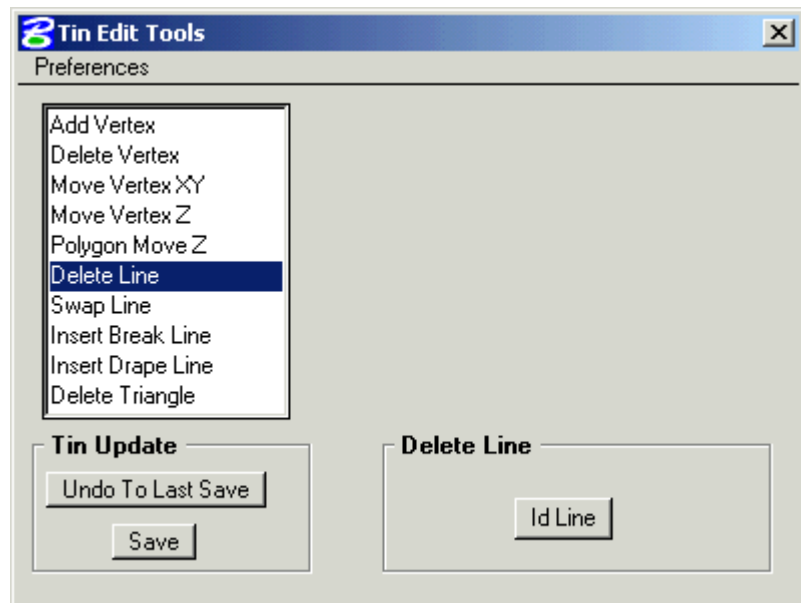 Tin Edit Tools
Preferences
Add Vertex
Delete Vertex
Move Vertex XY
Move Vertex Z
Polygon Move Z
Delete Line
Swap Line
Insert Break Line
Insert Drape Line
Delete Triangle
Tin Update
Undo To Last Save
Save
Delete Line
Id Line